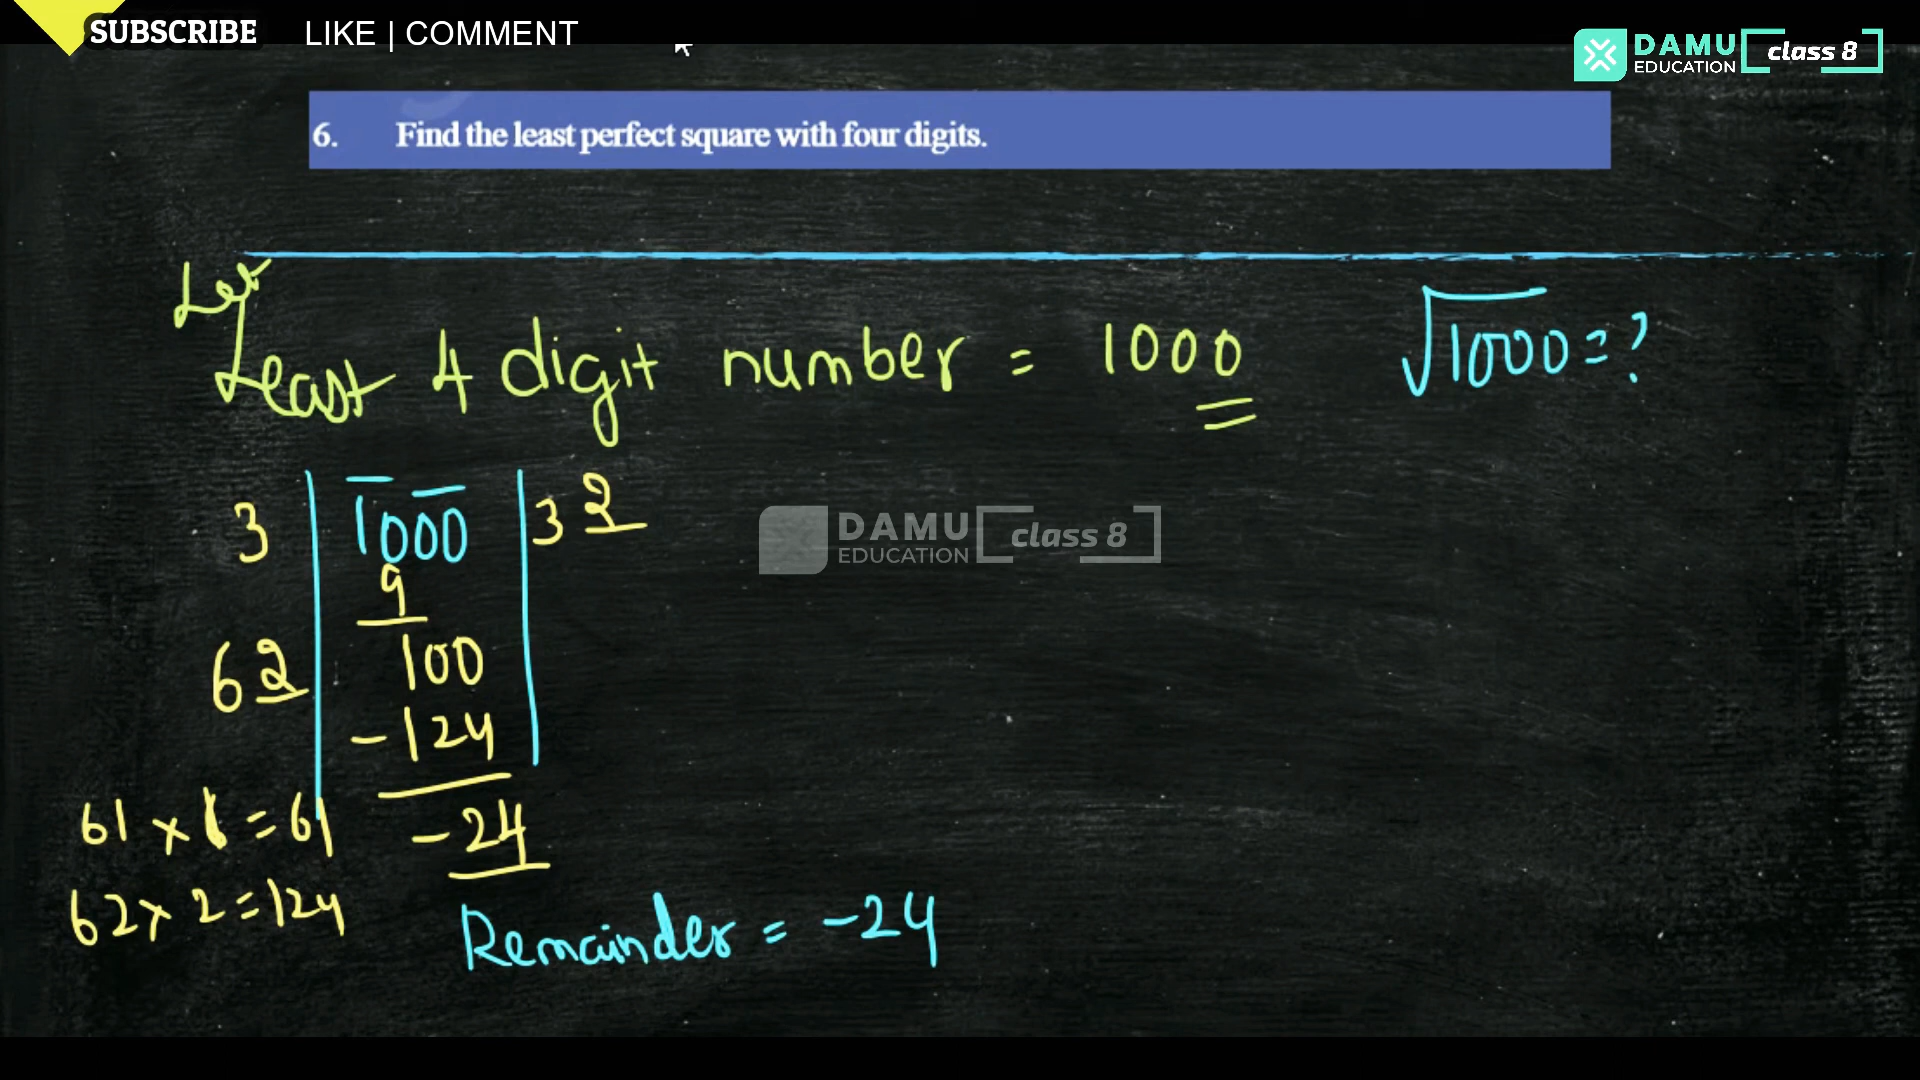 SUBSCRIBE LIKE | COMMENT
DAMU EDUCATION class 8
6. Find the least perfect square with four digits.
Let
Least 4 digit number = 1000 √1000 = ?
3 1000 32
9
62 100
-124
-24
61 x 1 = 61
62 x 2 = 124
Remainder = -24
DAMU EDUCATION class 8